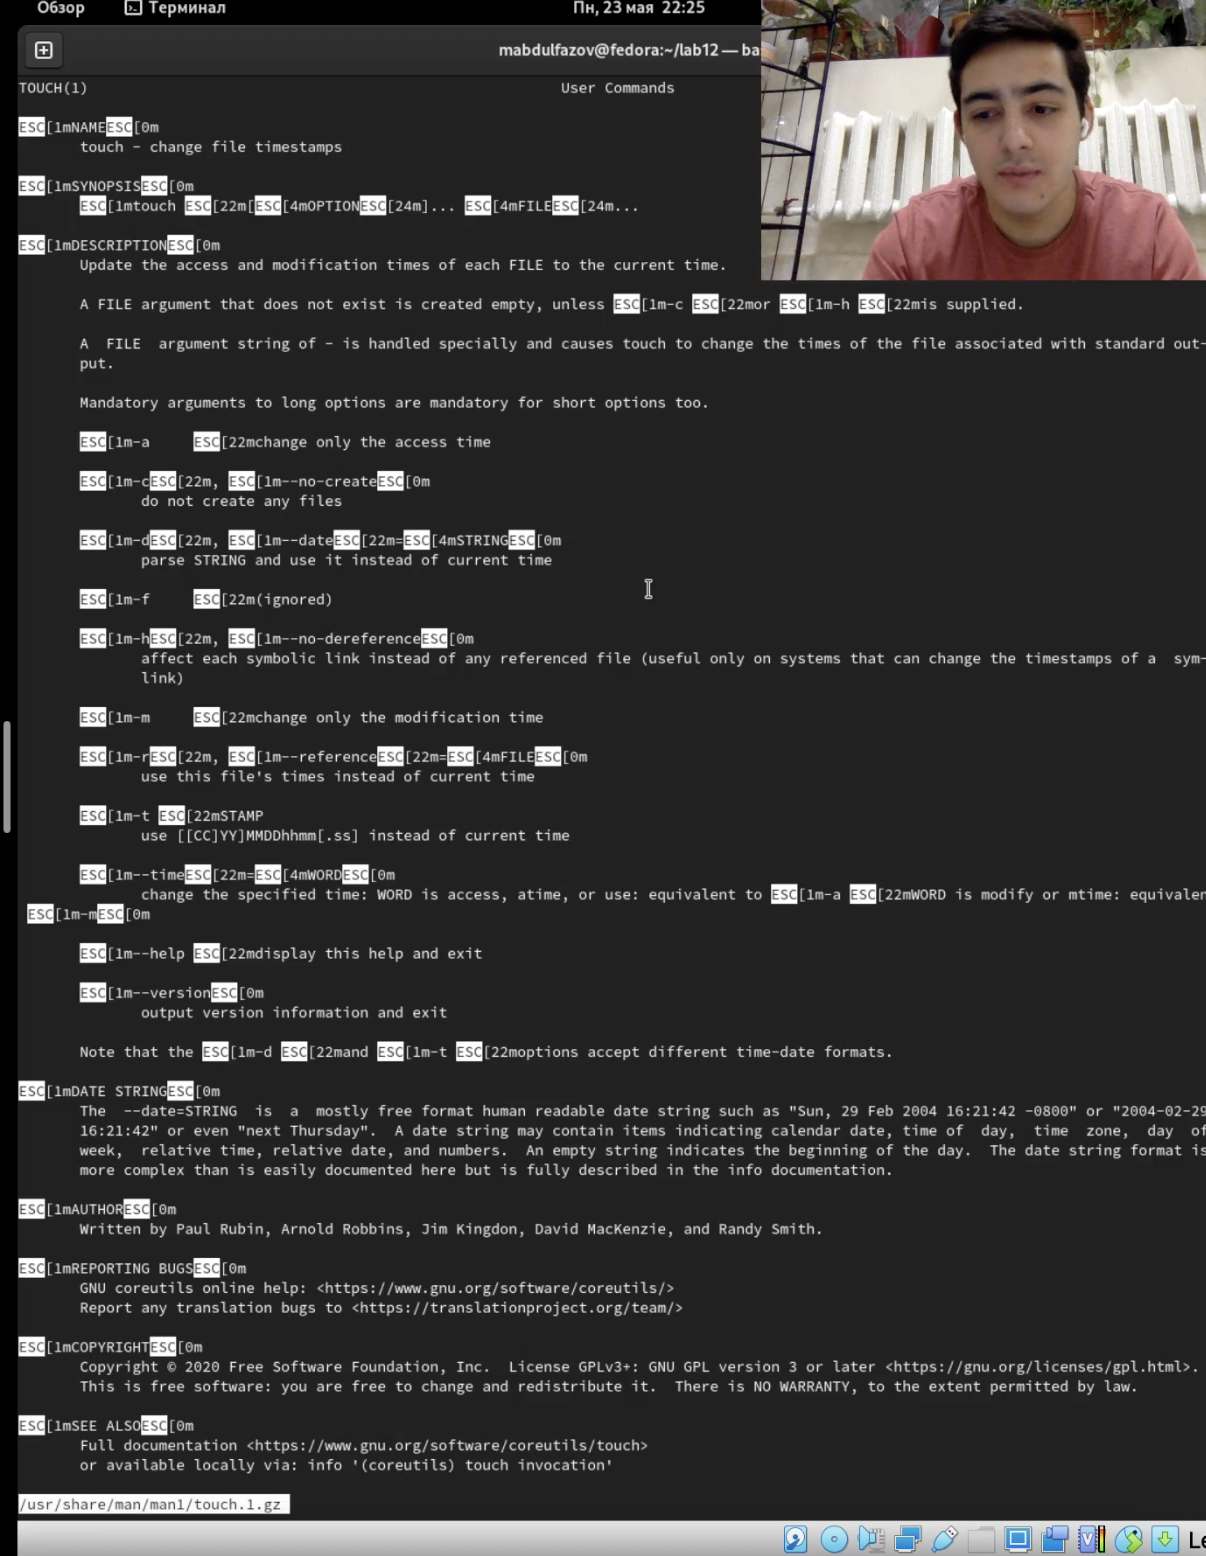 Обзор Терминал Пн, 23 мая 22:25
mabdulfazov@fedora:~/lab12 — ba
TOUCH(1) User Commands
ESC[1mNAMEESC[0m
touch - change file timestamps
ESC[1mSYNOPSISESC[0m
ESC[1mtouch ESC[22m[ESC[4mOPTIONESC[24m]... ESC[4mFILEESC[24m...
ESC[1mDESCRIPTIONESC[0m
Update the access and modification times of each FILE to the current time.
A FILE argument that does not exist is created empty, unless ESC[1m-c ESC[22mor ESC[1m-h ESC[22mis supplied.
A  FILE  argument string of - is handled specially and causes touch to change the times of the file associated with standard out-
put.
Mandatory arguments to long options are mandatory for short options too.
ESC[1m-a     ESC[22mchange only the access time
ESC[1m-cESC[22m, ESC[1m--no-createESC[0m
do not create any files
ESC[1m-dESC[22m, ESC[1m--dateESC[22m=ESC[4mSTRINGESC[0m
parse STRING and use it instead of current time
ESC[1m-f     ESC[22m(ignored)
ESC[1m-hESC[22m, ESC[1m--no-dereferenceESC[0m
affect each symbolic link instead of any referenced file (useful only on systems that can change the timestamps of a  sym-
link)
ESC[1m-m     ESC[22mchange only the modification time
ESC[1m-rESC[22m, ESC[1m--referenceESC[22m=ESC[4mFILEESC[0m
use this file's times instead of current time
ESC[1m-t ESC[22mSTAMP
use [[CC]YY]MMDDhhmm[.ss] instead of current time
ESC[1m--timeESC[22m=ESC[4mWORDESC[0m
change the specified time: WORD is access, atime, or use: equivalent to ESC[1m-a ESC[22mWORD is modify or mtime: equivalen
ESC[1m-mESC[0m
ESC[1m--help ESC[22mdisplay this help and exit
ESC[1m--versionESC[0m
output version information and exit
Note that the ESC[1m-d ESC[22mand ESC[1m-t ESC[22moptions accept different time-date formats.
ESC[1mDATE STRINGESC[0m
The  --date=STRING  is  a  mostly free format human readable date string such as "Sun, 29 Feb 2004 16:21:42 -0800" or "2004-02-29
16:21:42" or even "next Thursday".  A date string may contain items indicating calendar date, time of  day,  time  zone,  day  of
week,  relative time, relative date, and numbers.  An empty string indicates the beginning of the day.  The date string format is
more complex than is easily documented here but is fully described in the info documentation.
ESC[1mAUTHORESC[0m
Written by Paul Rubin, Arnold Robbins, Jim Kingdon, David MacKenzie, and Randy Smith.
ESC[1mREPORTING BUGSESC[0m
GNU coreutils online help: <https://www.gnu.org/software/coreutils/>
Report any translation bugs to <https://translationproject.org/team/>
ESC[1mCOPYRIGHTESC[0m
Copyright © 2020 Free Software Foundation, Inc.  License GPLv3+: GNU GPL version 3 or later <https://gnu.org/licenses/gpl.html>.
This is free software: you are free to change and redistribute it.  There is NO WARRANTY, to the extent permitted by law.
ESC[1mSEE ALSOESC[0m
Full documentation <https://www.gnu.org/software/coreutils/touch>
or available locally via: info '(coreutils) touch invocation'
/usr/share/man/man1/touch.1.gz
Le